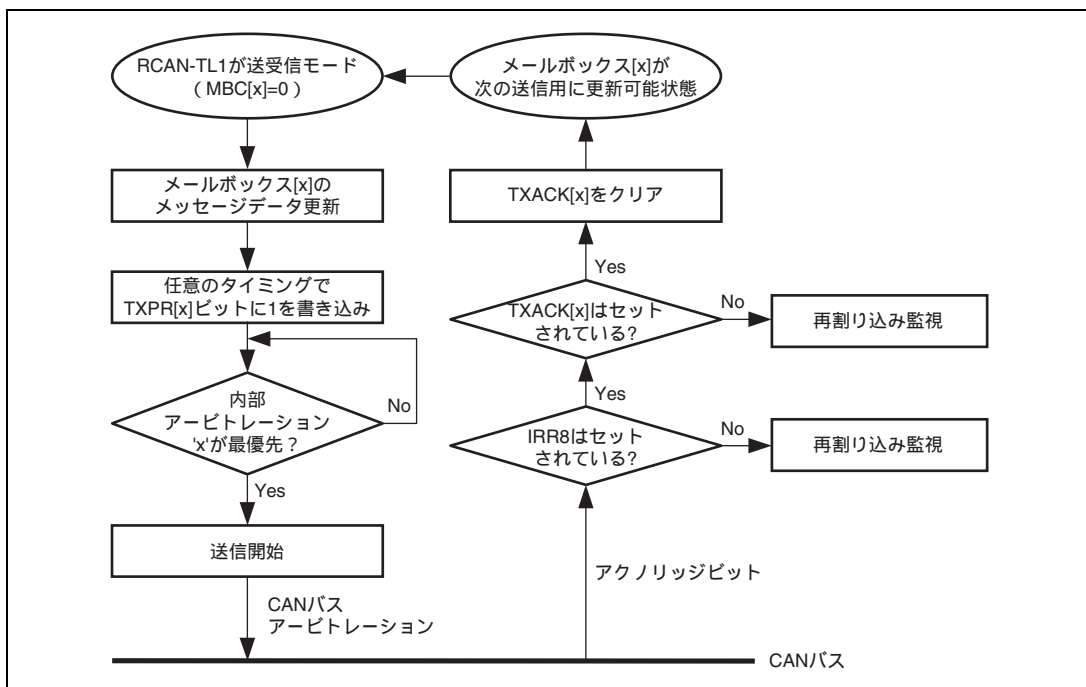 RCAN-TL1が送受信モード
（MBC[x]=0）
メールボックス[x]の
メッセージデータ更新
任意のタイミングで
TXPR[x]ビットに1を書き込み
内部
アービトレーション
'x'が最優先？
No
Yes
送信開始
CANバス
アービトレーション
メールボックス[x]が
次の送信用に更新可能状態
TXACK[x]をクリア
Yes
TXACK[x]はセット
されている?
No
再割り込み監視
Yes
IRR8はセット
されている?
No
再割り込み監視
アクノリッジビット
CANバス